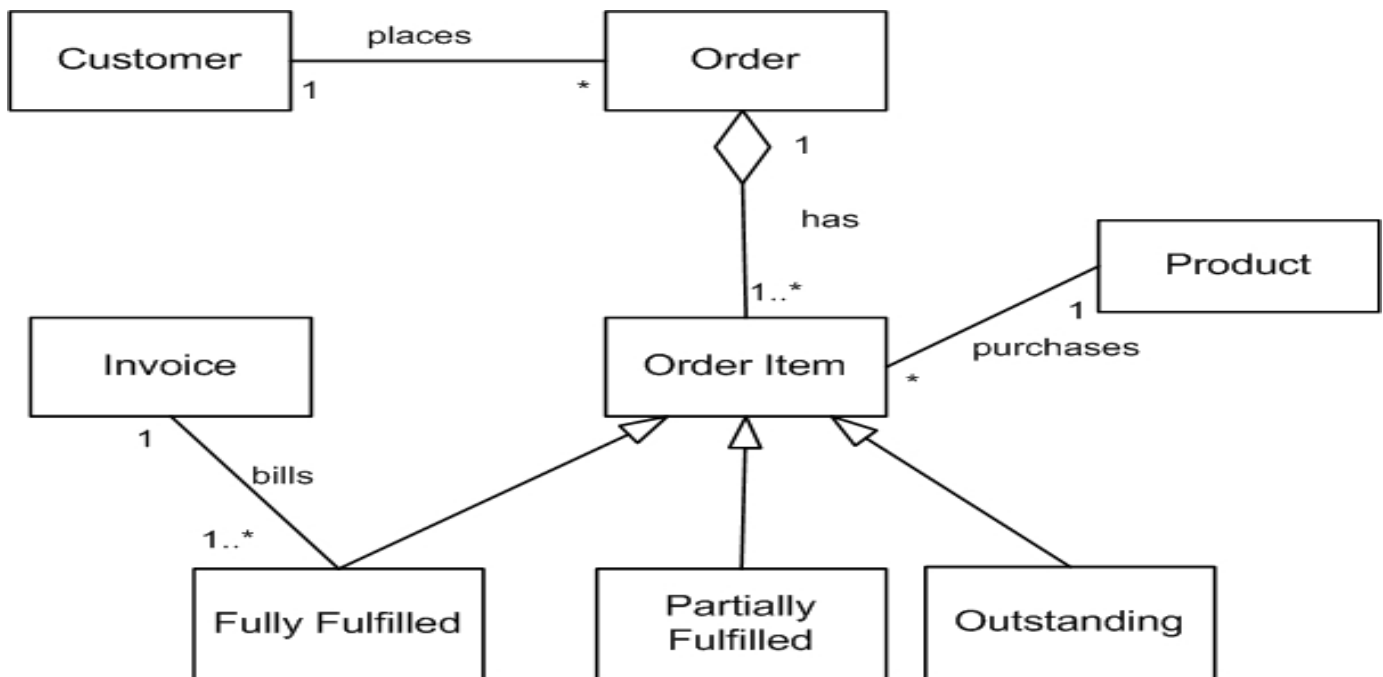 Customer
places
1
*
Order
1
has
1..*
Product
1
purchases
*
Order Item
Invoice
1
bills
1..*
Fully Fulfilled
Partially
Fulfilled
Outstanding